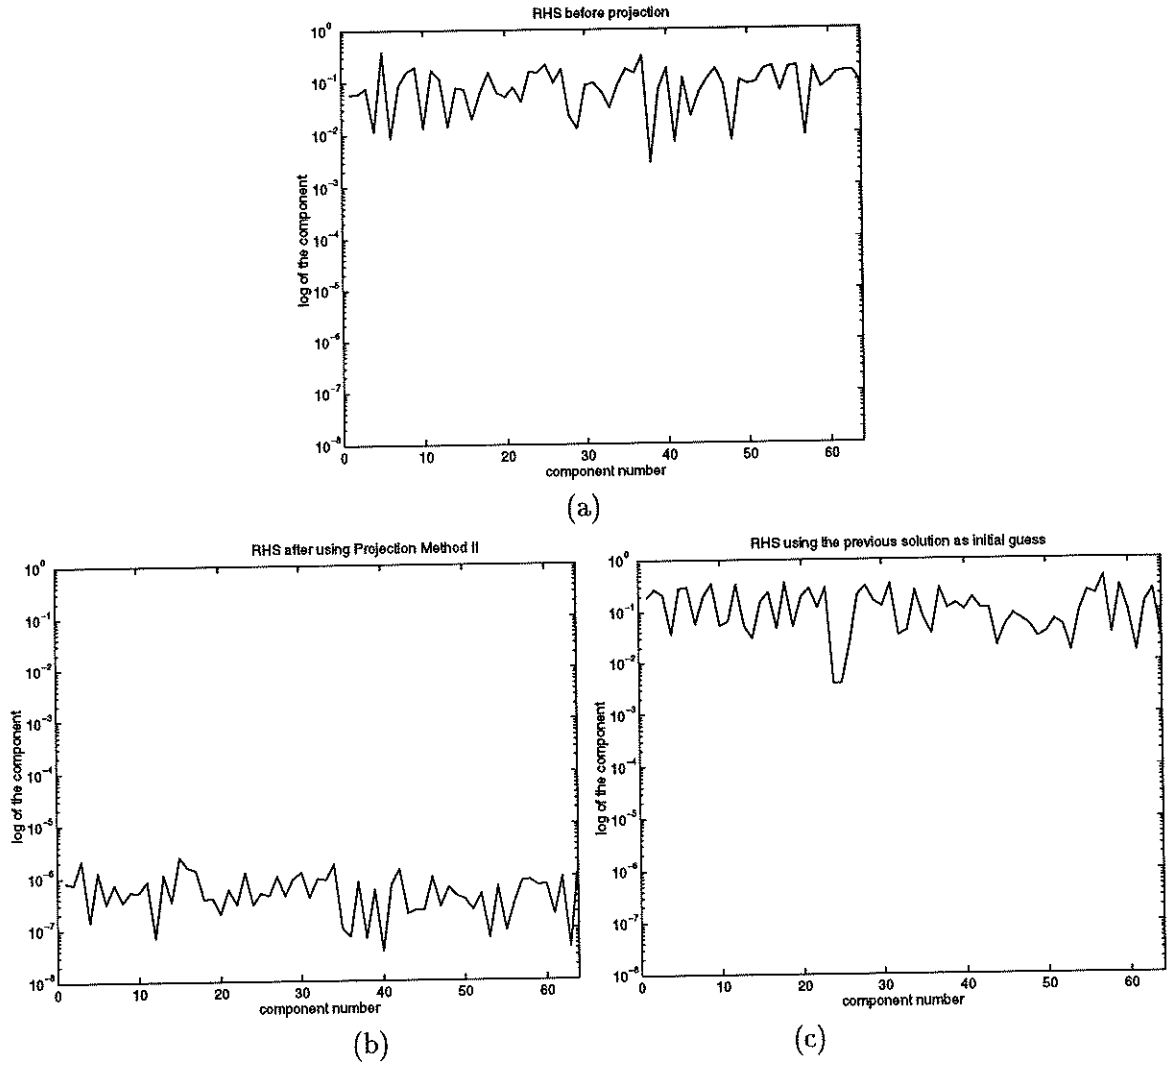 RHS before projection
10^0
10^-1
10^-2
10^-3
10^-4
10^-5
10^-6
10^-7
10^-8
log of the component
0 10 20 30 40 50 60
component number
(a)
RHS after using Projection Method II
10^0
10^-1
10^-2
10^-3
10^-4
10^-5
10^-6
10^-7
10^-8
log of the component
0 10 20 30 40 50 60
component number
(b)
RHS using the previous solution as initial guess
10^0
10^-1
10^-2
10^-3
10^-4
10^-5
10^-6
10^-7
10^-8
log of the component
0 10 20 30 40 50 60
component number
(c)